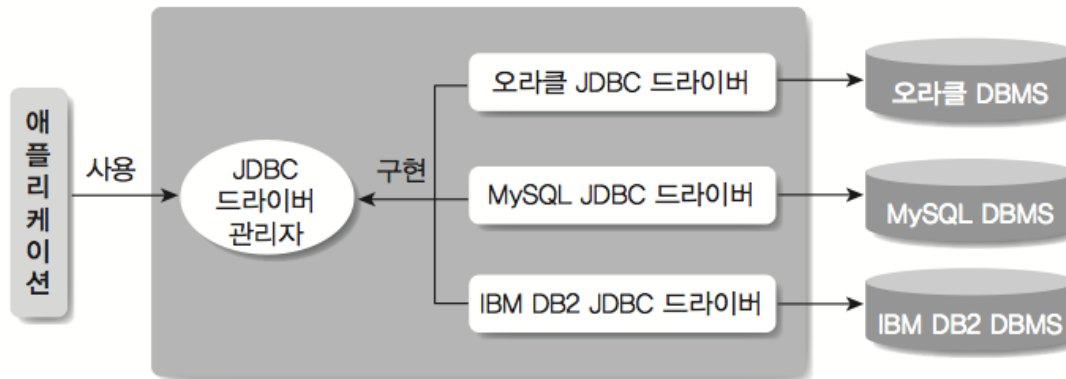 애플리케이션
사용
JDBC
드라이버
관리자
구현
오라클 JDBC 드라이버
MySQL JDBC 드라이버
IBM DB2 JDBC 드라이버
오라클 DBMS
MySQL DBMS
IBM DB2 DBMS